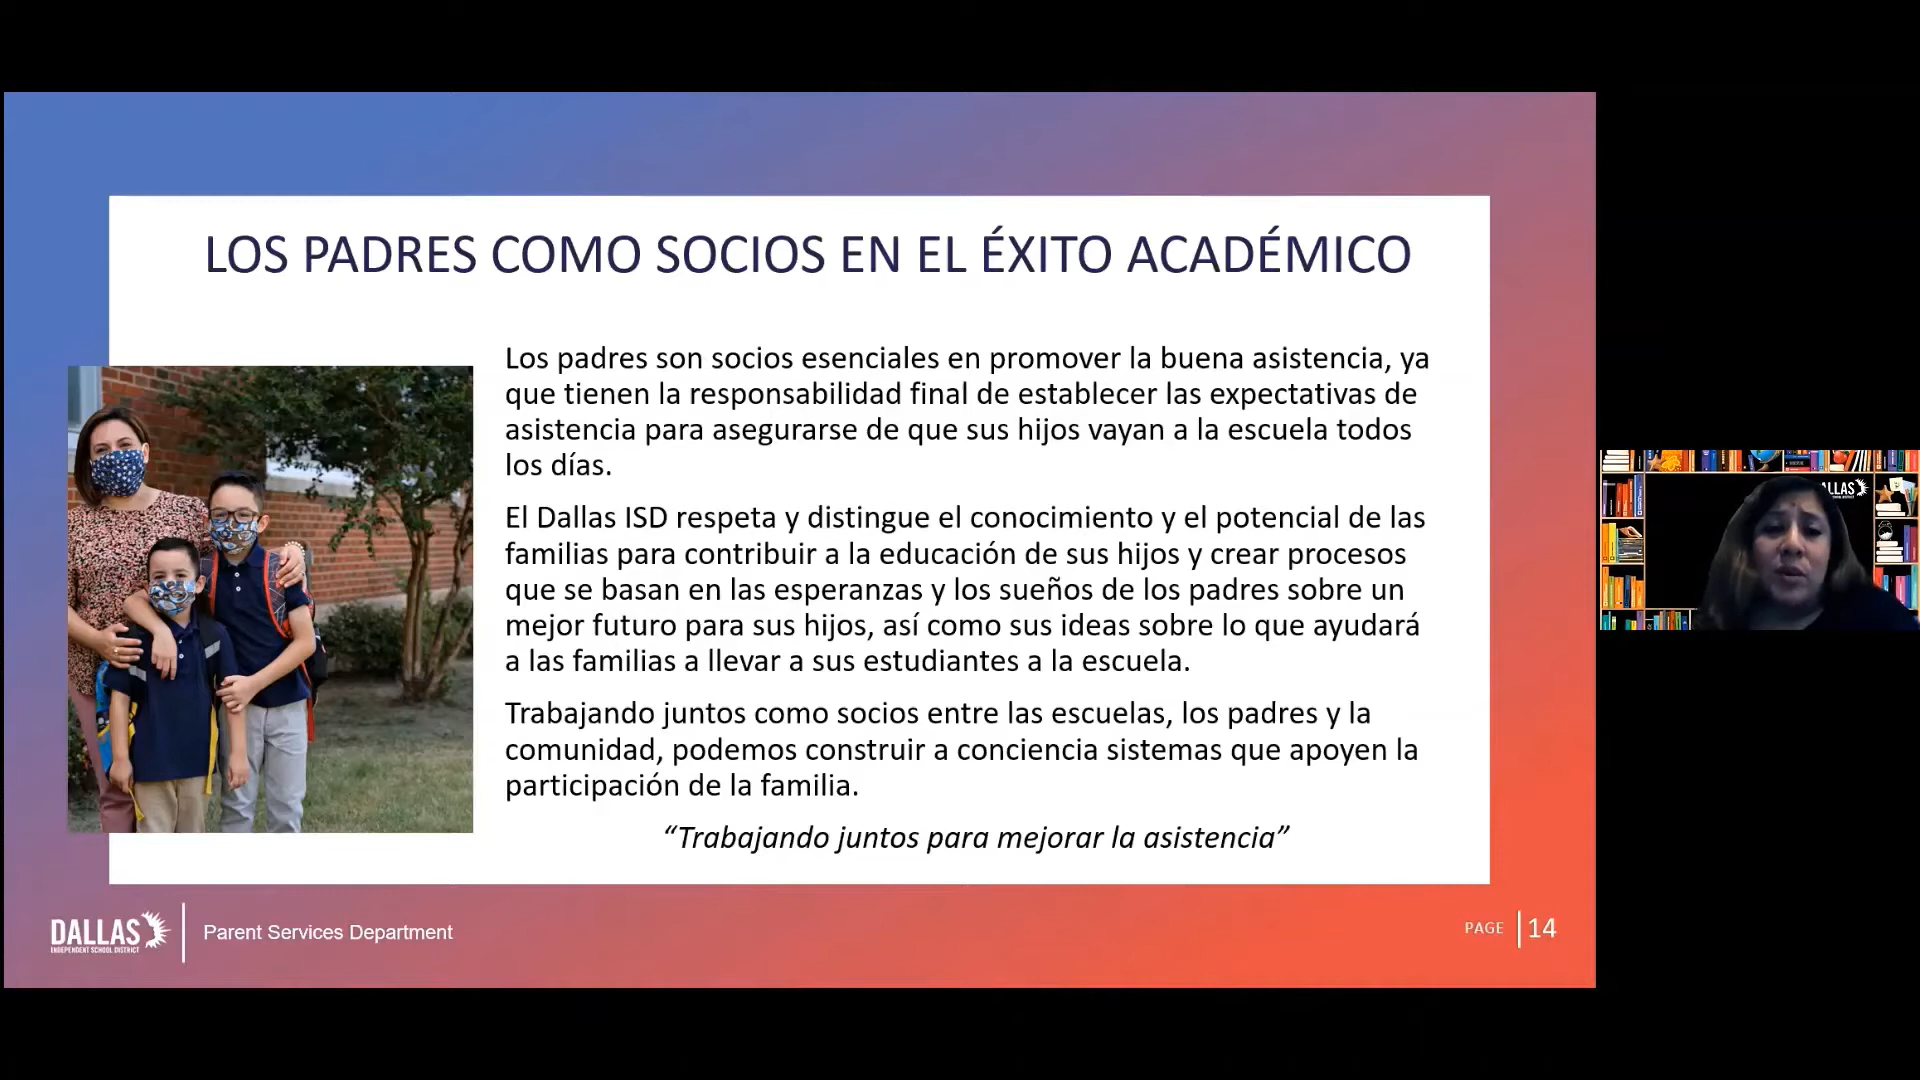 LOS PADRES COMO SOCIOS EN EL ÉXITO ACADÉMICO
Los padres son socios esenciales en promover la buena asistencia, ya
que tienen la responsabilidad final de establecer las expectativas de
asistencia para asegurarse de que sus hijos vayan a la escuela todos
los días.
El Dallas ISD respeta y distingue el conocimiento y el potencial de las
familias para contribuir a la educación de sus hijos y crear procesos
que se basan en las esperanzas y los sueños de los padres sobre un
mejor futuro para sus hijos, así como sus ideas sobre lo que ayudará
a las familias a llevar a sus estudiantes a la escuela.
Trabajando juntos como socios entre las escuelas, los padres y la
comunidad, podemos construir a conciencia sistemas que apoyen la
participación de la familia.
“Trabajando juntos para mejorar la asistencia”
DALLAS
INDEPENDENT SCHOOL DISTRICT
Parent Services Department
PAGE 14
ALLAS